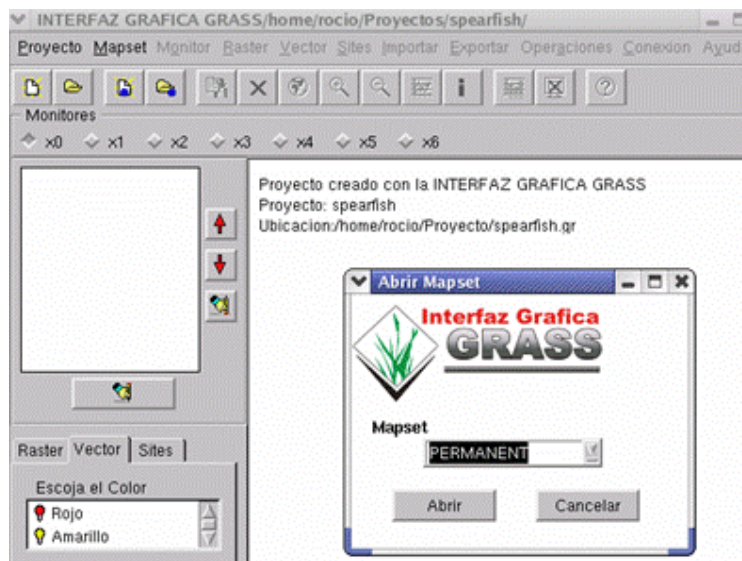 INTERFAZ GRAFICA GRASS/home/rocio/Proyectos/spearfish/
Proyecto Mapset Monitor Raster Vector Sites Importar Exportar Operaciones Conexion Ayud
Monitores
x0 x1 x2 x3 x4 x5 x6
Proyecto creado con la INTERFAZ GRAFICA GRASS
Proyecto: spearfish
Ubicacion:/home/rocio/Proyecto/spearfish.gr
Abrir Mapset
Interfaz Grafica
GRASS
Mapset
PERMANENT
Abrir Cancelar
Raster Vector Sites
Escoja el Color
Rojo
Amarillo